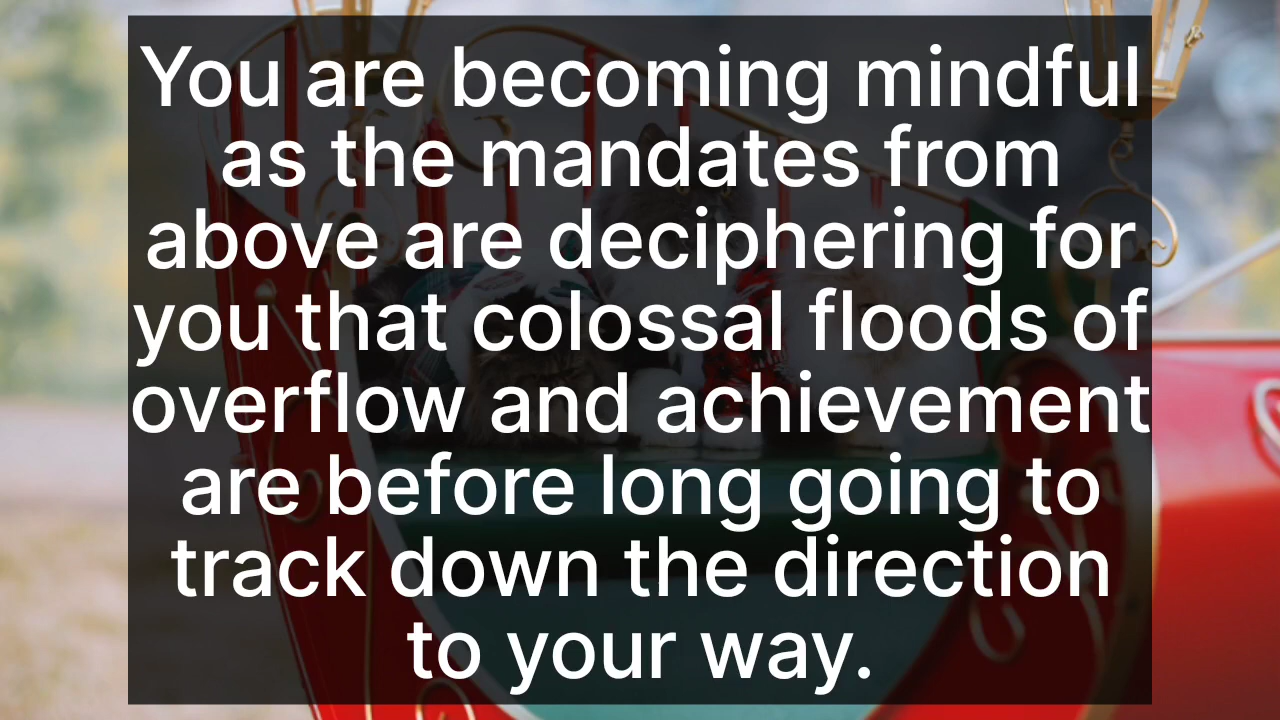 You are becoming mindful
as the mandates from
above are deciphering for
you that colossal floods of
overflow and achievement
are before long going to
track down the direction
to your way.